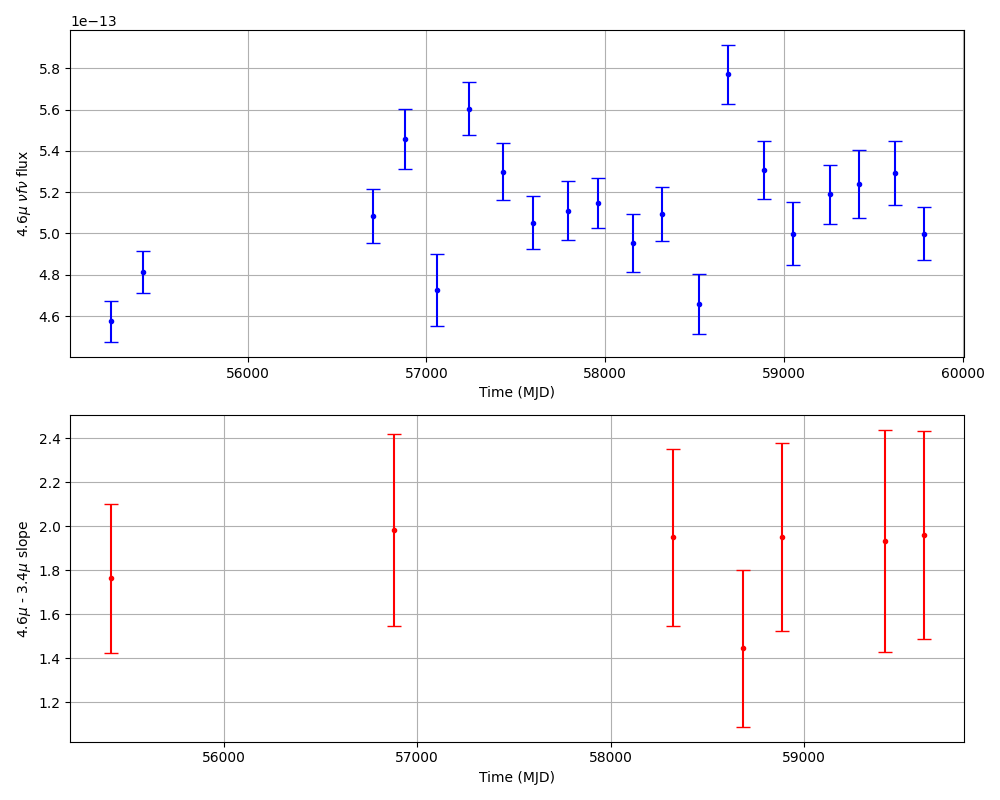 1e−13
5.8
5.6
5.4
5.2
5.0
4.8
4.6
4.6μ νfν flux
56000 57000 58000 59000 60000
Time (MJD)
2.4
2.2
2.0
1.8
1.6
1.4
1.2
4.6μ - 3.4μ slope
56000 57000 58000 59000
Time (MJD)